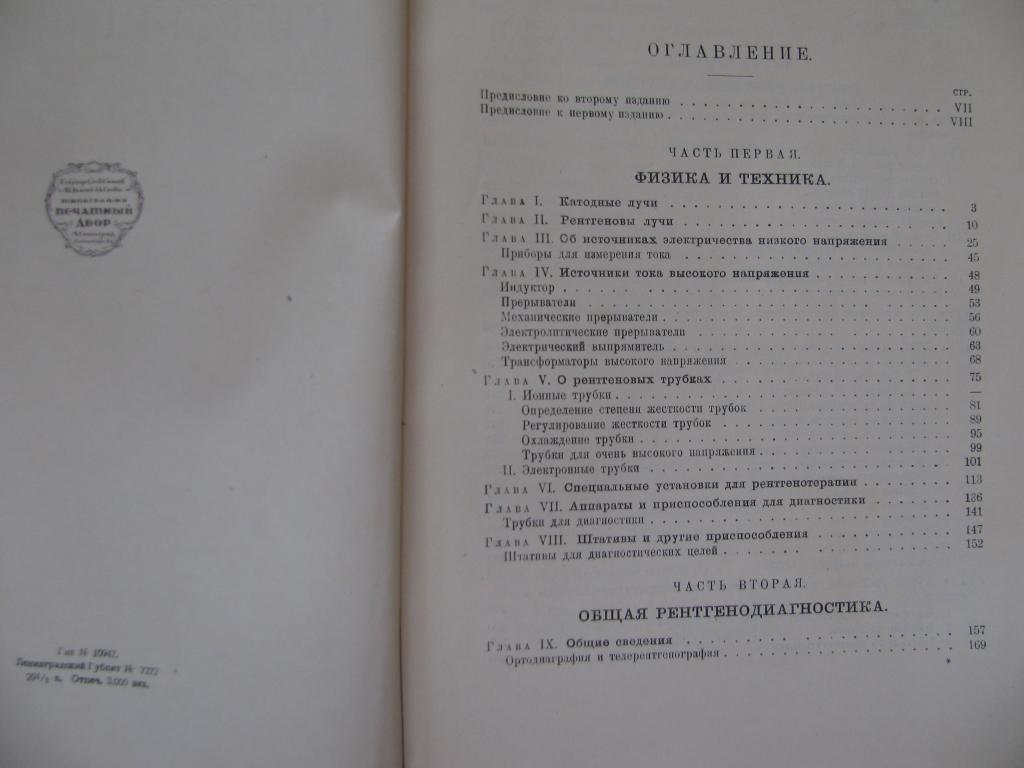 ПЕЧАТНЫЙ
ДВОР
Гиз № 10947.
Ленинградский Гублит № 7272
29½ л. Отпеч. 3.000 экз.
ОГЛАВЛЕНИЕ.
СТР.
Предисловие ко второму изданию . . . . . . . . . . VII
Предисловие к первому изданию . . . . . . . . . . VIII
ЧАСТЬ ПЕРВАЯ.
ФИЗИКА И ТЕХНИКА.
Глава I. Катодные лучи . . . . . . . . . . 3
Глава II. Рентгеновы лучи . . . . . . . . . . 10
Глава III. Об источниках электричества низкого напряжения . . . . . 25
Приборы для измерения тока . . . . . . . . . . 45
Глава IV. Источники тока высокого напряжения . . . . . . . . . . 48
Индуктор . . . . . . . . . . 49
Прерыватели . . . . . . . . . . 53
Механические прерыватели . . . . . . . . . . 56
Электролитические прерыватели . . . . . . . . . . 60
Электрический выпрямитель . . . . . . . . . . 63
Трансформаторы высокого напряжения . . . . . . . . . . 68
Глава V. О рентгеновых трубках . . . . . . . . . . 75
I. Ионные трубки . . . . . . . . . . —
Определение степени жесткости трубок . . . . . . . . . . 81
Регулирование жесткости трубок . . . . . . . . . . 89
Охлаждение трубки . . . . . . . . . . 95
Трубки для очень высокого напряжения . . . . . . . . . . 99
II. Электронные трубки . . . . . . . . . . 101
Глава VI. Специальные установки для рентгенотерапии . . . . . . . . 113
Глава VII. Аппараты и приспособления для диагностики . . . . . . . 136
Трубки для диагностики . . . . . . . . . . 141
Глава VIII. Штативы и другие приспособления . . . . . . . . . . 147
Штативы для диагностических целей . . . . . . . . . . 152
ЧАСТЬ ВТОРАЯ.
ОБЩАЯ РЕНТГЕНОДИАГНОСТИКА.
Глава IX. Общие сведения . . . . . . . . . . 157
Ортодиаграфия и телерентгенография . . . . . . . . . . 169